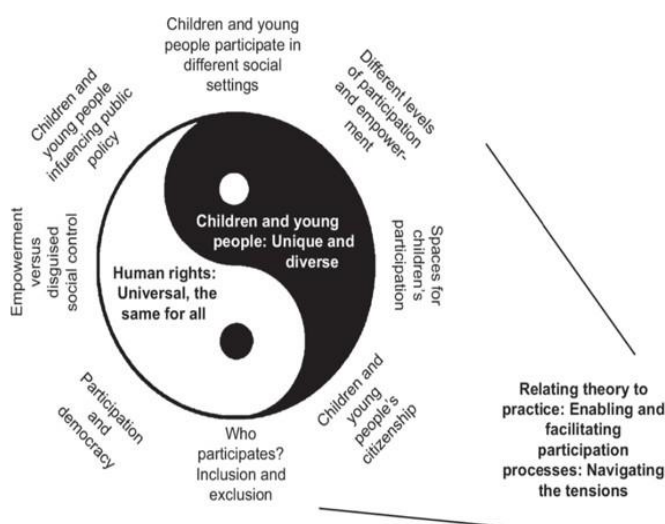 Children and young
people participate in
different social
settings
Different levels
of participation
and empower-
ment
Spaces for
children's
participation
Children and
young
people's
citizenship
Who
participates?
Inclusion and
exclusion
Participation
and
democracy
Empowerment
versus
disguised
social control
Children and
young people
influencing public
policy
Children and young
people: Unique and
diverse
Human rights:
Universal, the
same for all
Relating theory to
practice: Enabling and
facilitating
participation
processes: Navigating
the tensions